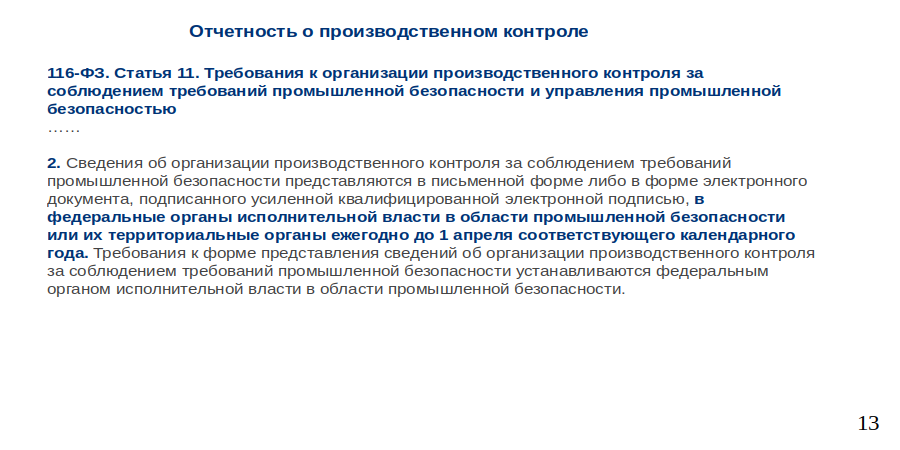 Отчетность о производственном контроле
116-ФЗ. Статья 11. Требования к организации производственного контроля за
соблюдением требований промышленной безопасности и управления промышленной
безопасностью
……
2. Сведения об организации производственного контроля за соблюдением требований
промышленной безопасности представляются в письменной форме либо в форме электронного
документа, подписанного усиленной квалифицированной электронной подписью, в
федеральные органы исполнительной власти в области промышленной безопасности
или их территориальные органы ежегодно до 1 апреля соответствующего календарного
года. Требования к форме представления сведений об организации производственного контроля
за соблюдением требований промышленной безопасности устанавливаются федеральным
органом исполнительной власти в области промышленной безопасности.
13